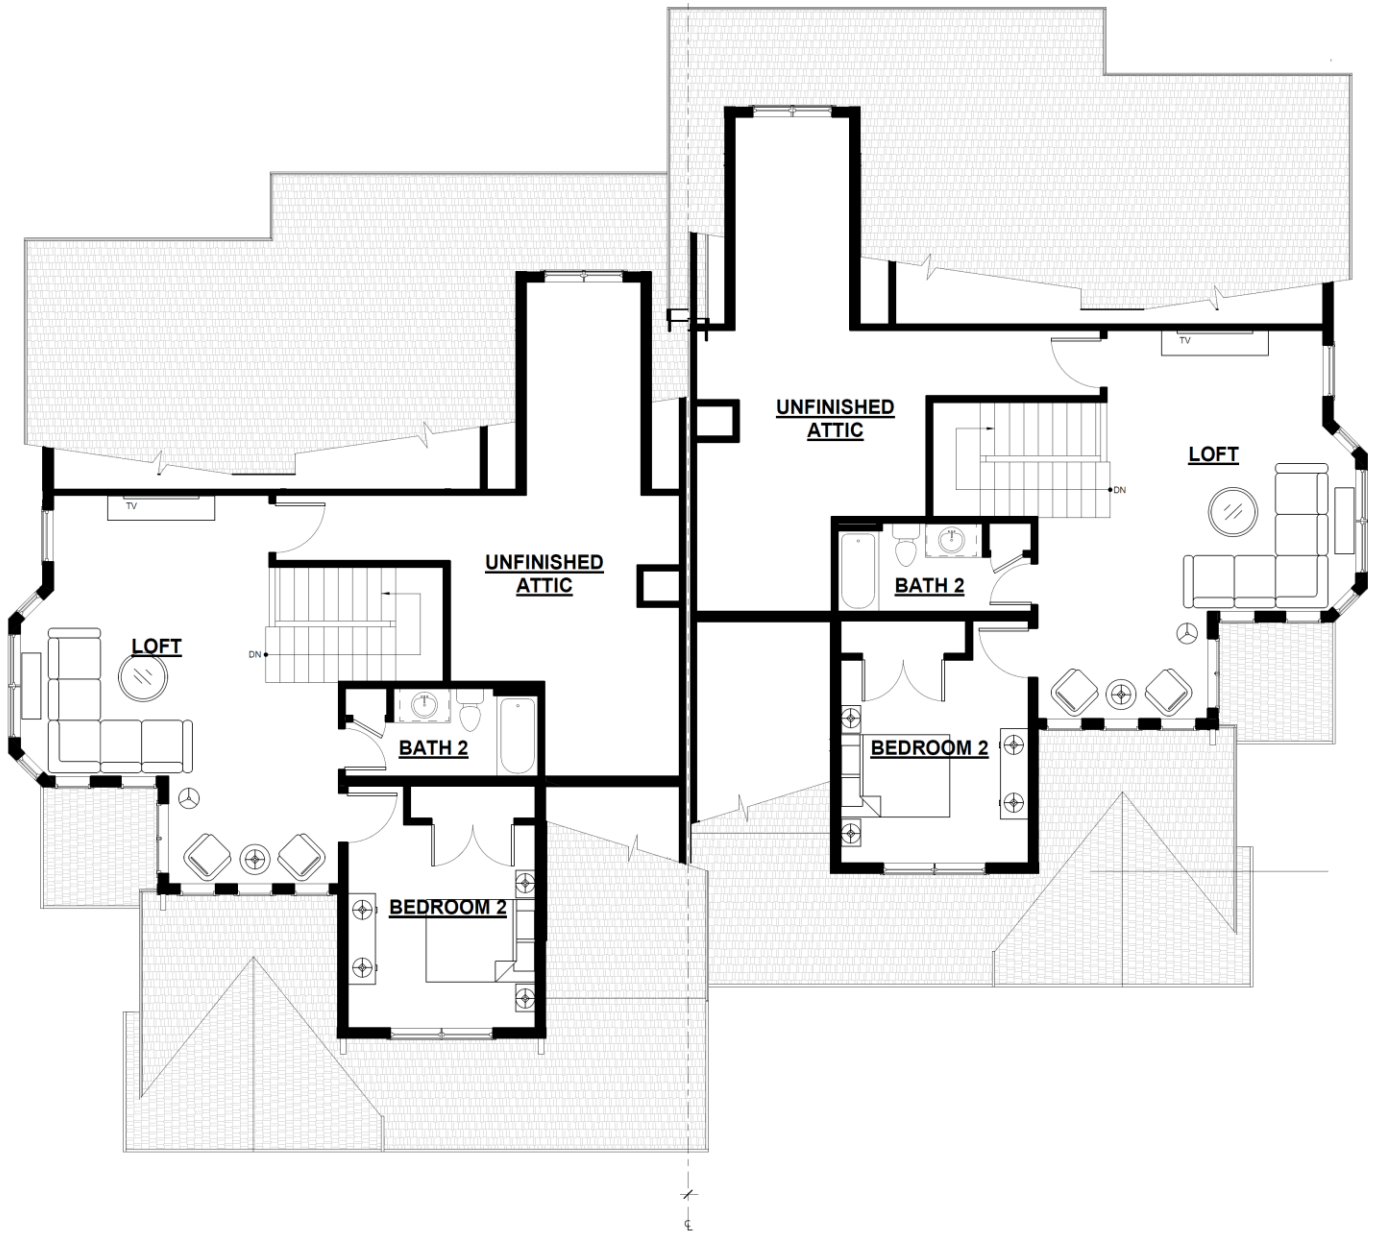 TV
UNFINISHED
ATTIC
LOFT
DN
BATH 2
BEDROOM 2
TV
UNFINISHED
ATTIC
LOFT
DN
BATH 2
BEDROOM 2
℄